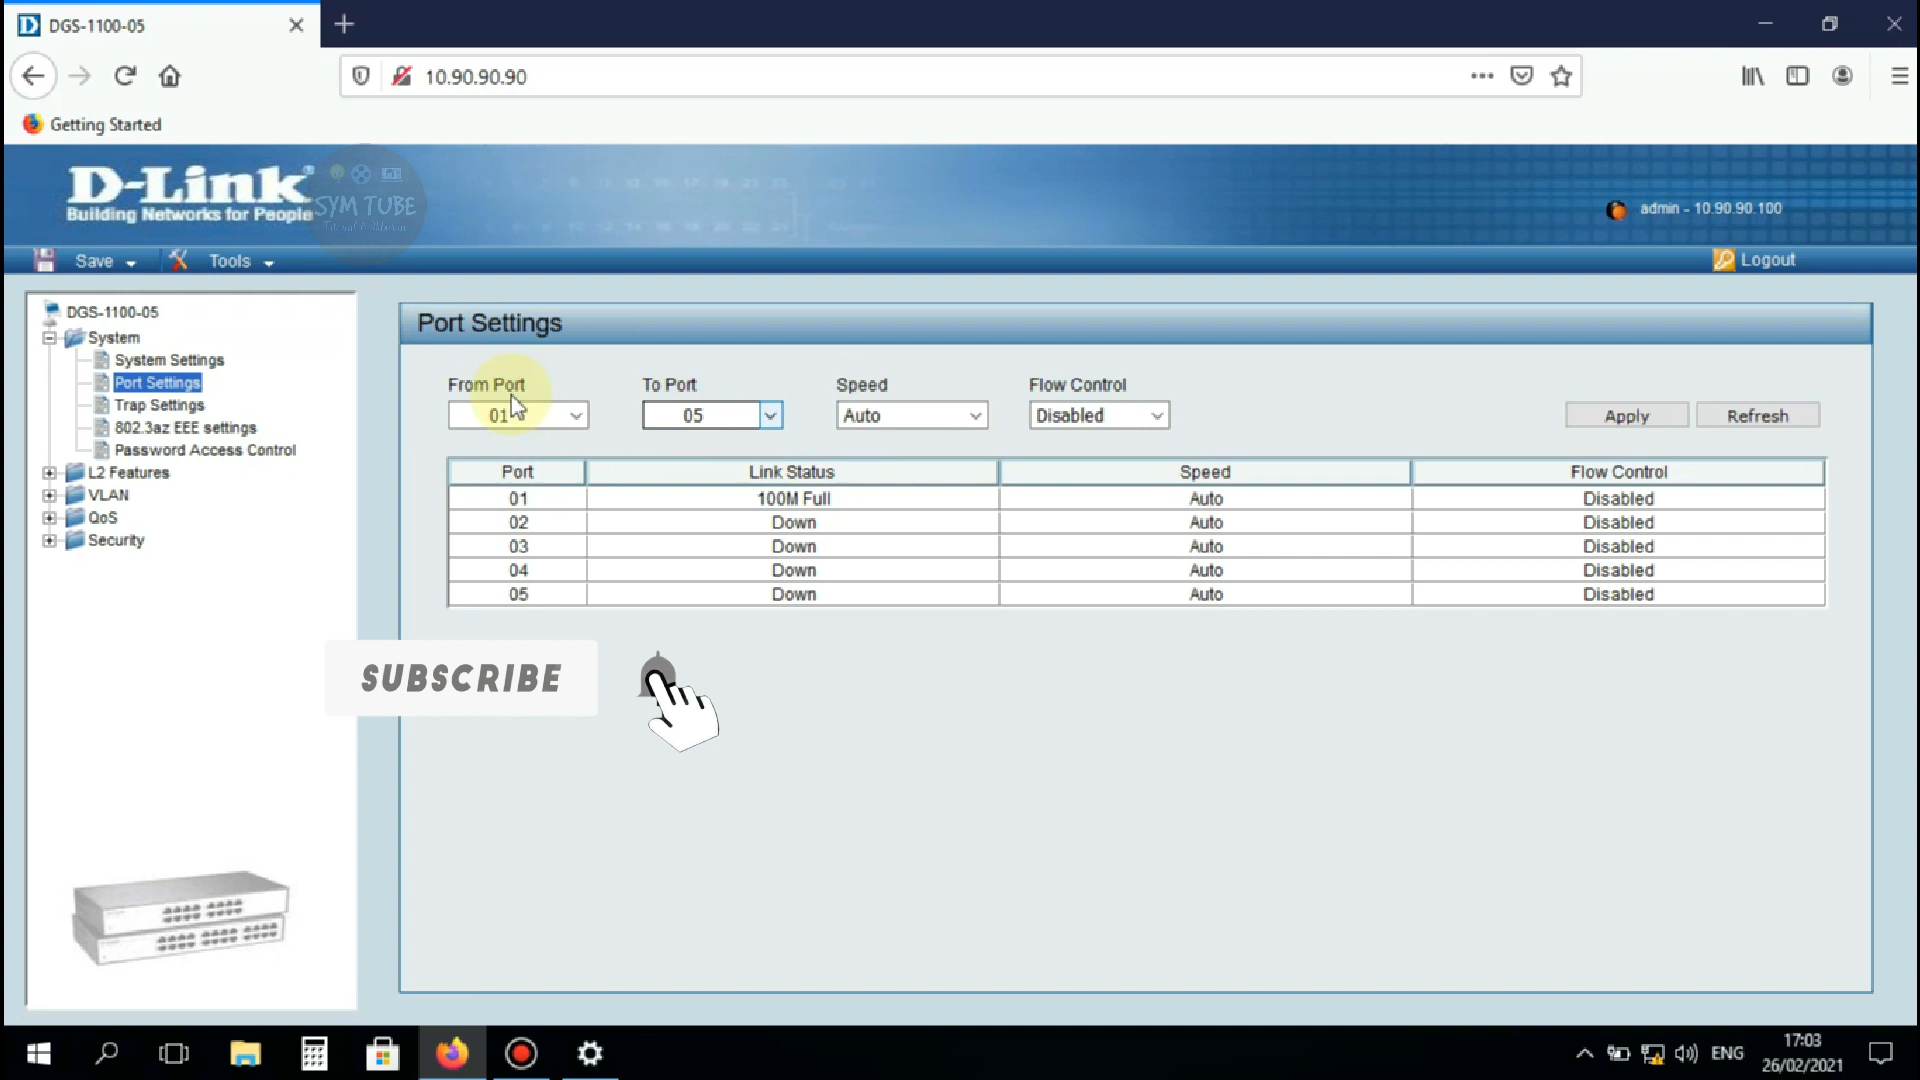 DGS-1100-05
10.90.90.90
Getting Started
D-Link
Building Networks for People
SYM TUBE
admin - 10.90.90.100
Save
Tools
Logout
DGS-1100-05
System
System Settings
Port Settings
Trap Settings
802.3az EEE settings
Password Access Control
L2 Features
VLAN
QoS
Security
Port Settings
From Port To Port Speed Flow Control
01 05 Auto Disabled Apply Refresh
Port Link Status Speed Flow Control
01 100M Full Auto Disabled
02 Down Auto Disabled
03 Down Auto Disabled
04 Down Auto Disabled
05 Down Auto Disabled
SUBSCRIBE
ENG
17:03
26/02/2021